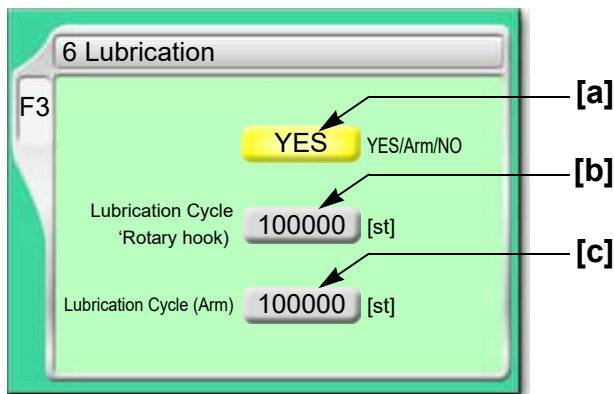 6 Lubrication
F3
[a]
YES YES/Arm/NO
[b]
Lubrication Cycle
‘Rotary hook) 100000 [st]
[c]
Lubrication Cycle (Arm) 100000 [st]